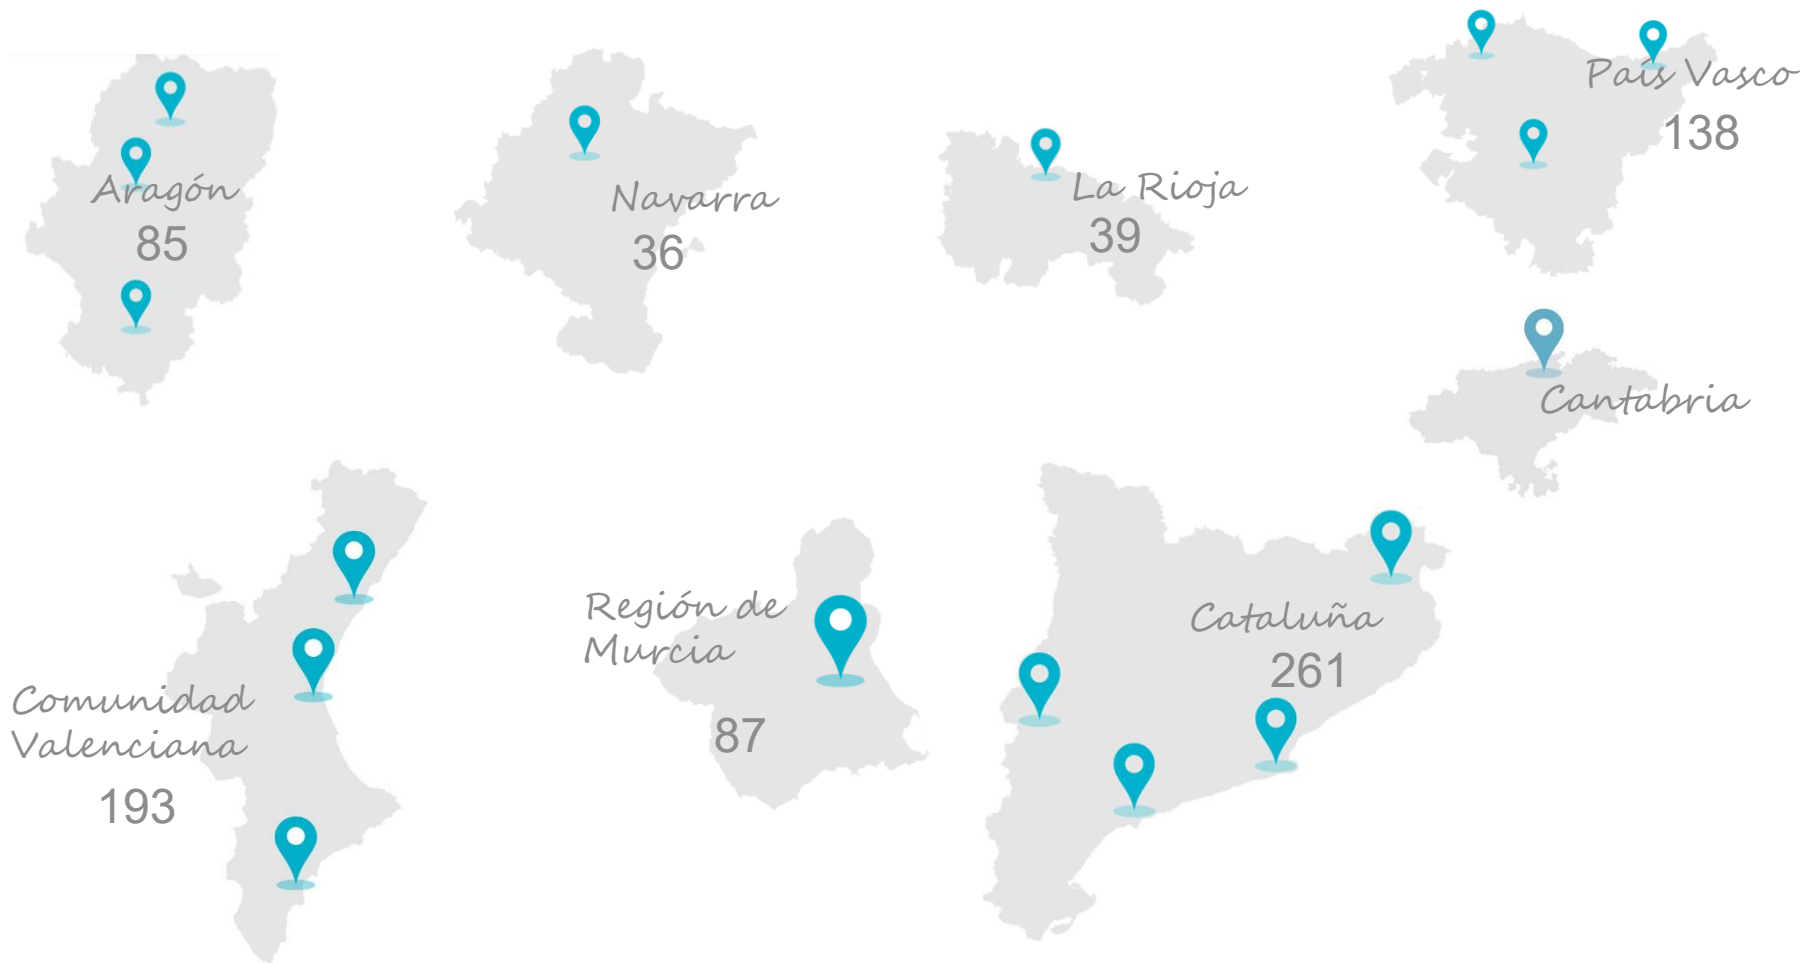 Aragón
85
Navarra
36
La Rioja
39
País Vasco
138
Cantabria
Comunidad
Valenciana
193
Región de
Murcia
87
Cataluña
261